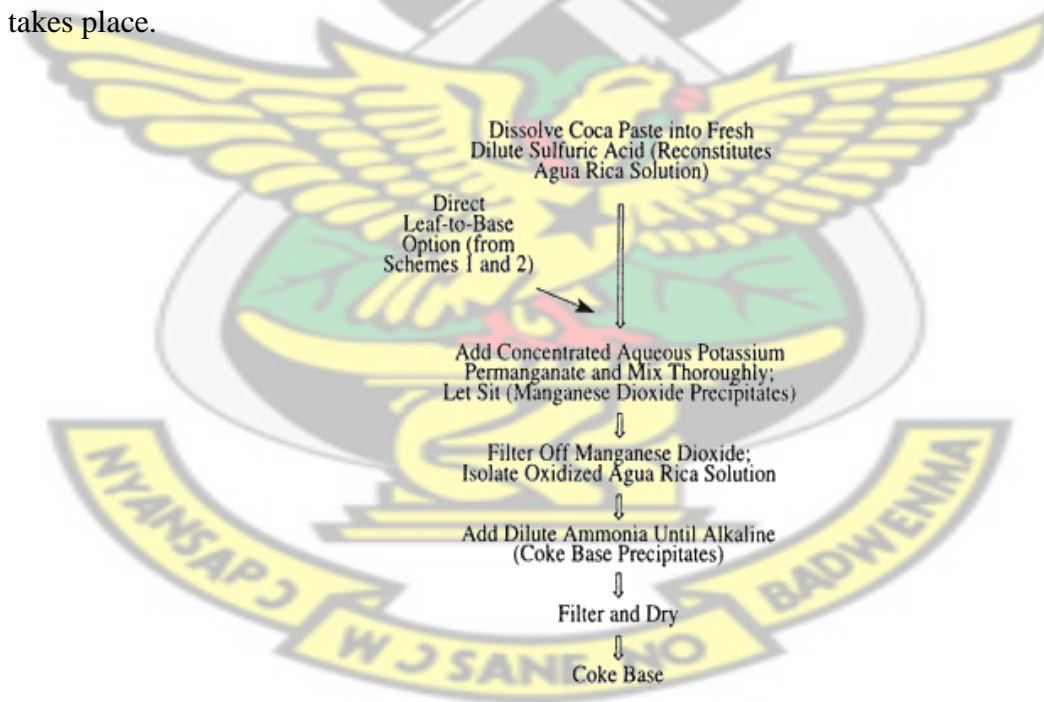 takes place.
Dissolve Coca Paste into Fresh
Dilute Sulfuric Acid (Reconstitutes
Agua Rica Solution)
Direct
Leaf-to-Base
Option (from
Schemes 1 and 2)
Add Concentrated Aqueous Potassium
Permanganate and Mix Thoroughly;
Let Sit (Manganese Dioxide Precipitates)
Filter Off Manganese Dioxide;
Isolate Oxidized Agua Rica Solution
Add Dilute Ammonia Until Alkaline
(Coke Base Precipitates)
Filter and Dry
Coke Base
NYANSAPƆ WƆ SANE NO BADWENMA